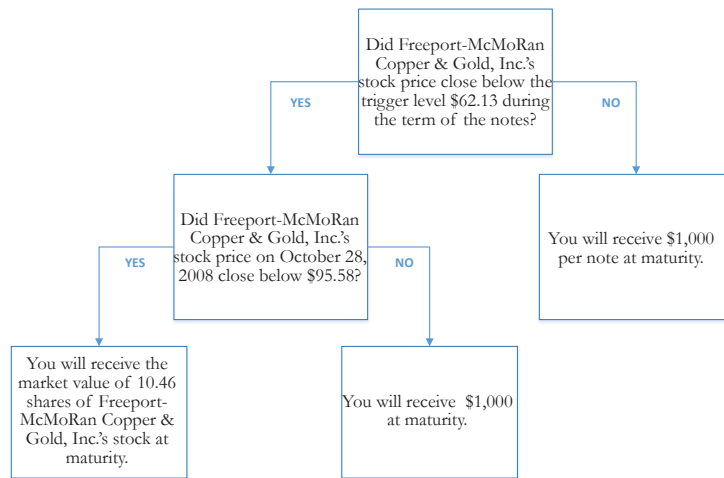 Did Freeport-McMoRan
Copper & Gold, Inc.'s
stock price close below the
trigger level $62.13 during
the term of the notes?
YES
NO
Did Freeport-McMoRan
Copper & Gold, Inc.'s
stock price on October 28,
2008 close below $95.58?
You will receive $1,000
per note at maturity.
YES
NO
You will receive the
market value of 10.46
shares of Freeport-
McMoRan Copper &
Gold, Inc.'s stock at
maturity.
You will receive $1,000
at maturity.